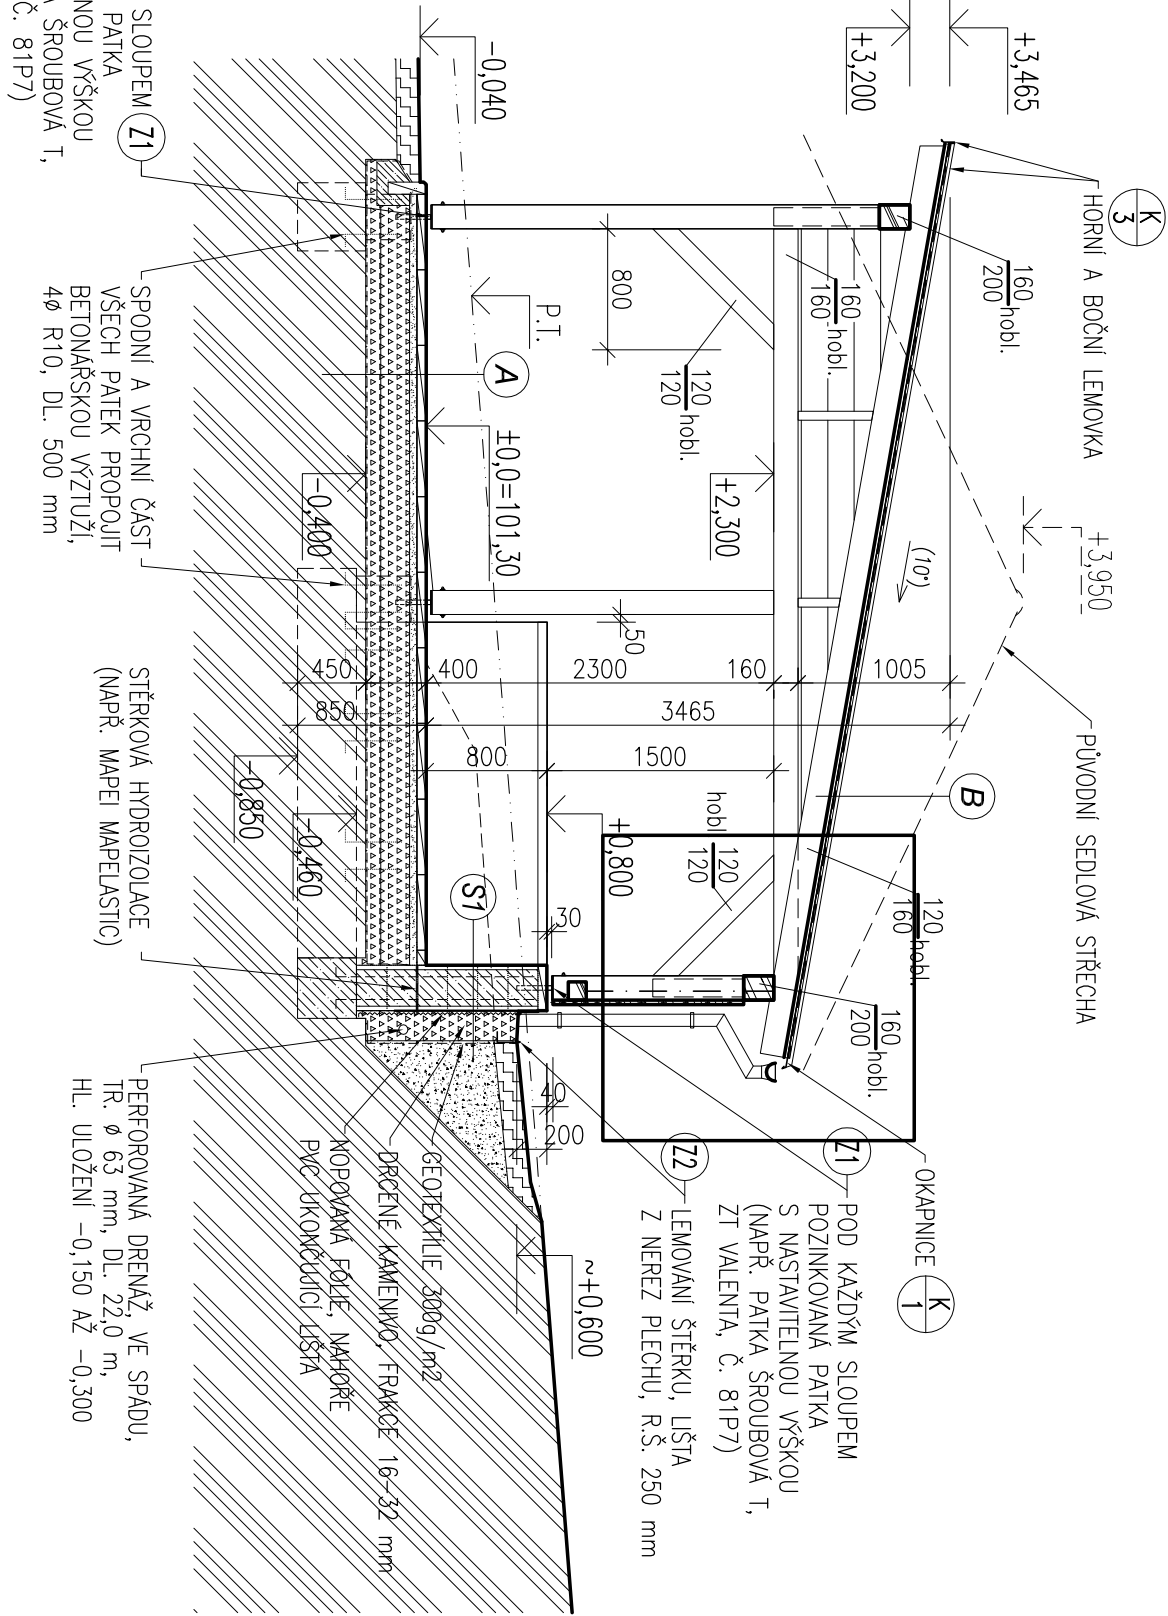 +3,465
+3,200
K
3
HORNÍ A BOČNÍ LEMOVKA
160
200 hobl.
160
160 hobl.
800
120
120 hobl.
-0,040
P.T.
A
±0,0=101,30
+2,300
-0,400
(10°)
+3,950
PŮVODNÍ SEDLOVÁ STŘECHA
B
50
450
400
2300
160
1005
850
3465
800
1500
-0,850
-0,460
+0,800
hobl.
120
120
120
160 hobl.
160
200 hobl.
S1
30
40
200
~+0,600
OKAPNICE
K
1
Z1
POD KAŽDÝM SLOUPEM
POZINKOVANÁ PATKA
S NASTAVITELNOU VÝŠKOU
(NAPŘ. PATKA ŠROUBOVÁ T,
ZT VALENTA, Č. 81P7)
Z2
LEMOVÁNÍ ŠTĚRKU, LIŠTA
Z NEREZ PLECHU, R.Š. 250 mm
GEOTEXTÍLIE 300g/m2
DRCENÉ KAMENIVO, FRAKCE 16-32 mm
NOPOVANÁ FÓLIE, NAHOŘE
PVC UKONČUJÍCÍ LIŠTA
PERFOROVANÁ DRENÁŽ, VE SPÁDU,
TR. ø 63 mm, DL. 22,0 m,
HL. ULOŽENÍ -0,150 AŽ -0,300
STĚRKOVÁ HYDROIZOLACE
(NAPŘ. MAPEI MAPELASTIC)
SPODNÍ A VRCHNÍ ČÁST
VŠECH PATEK PROPOJIT
BETONÁŘSKOU VÝZTUŽÍ,
4ø R10, DL. 500 mm
Z1
SLOUPEM
PATKA
NOU VÝŠKOU
A ŠROUBOVÁ T,
Č. 81P7)